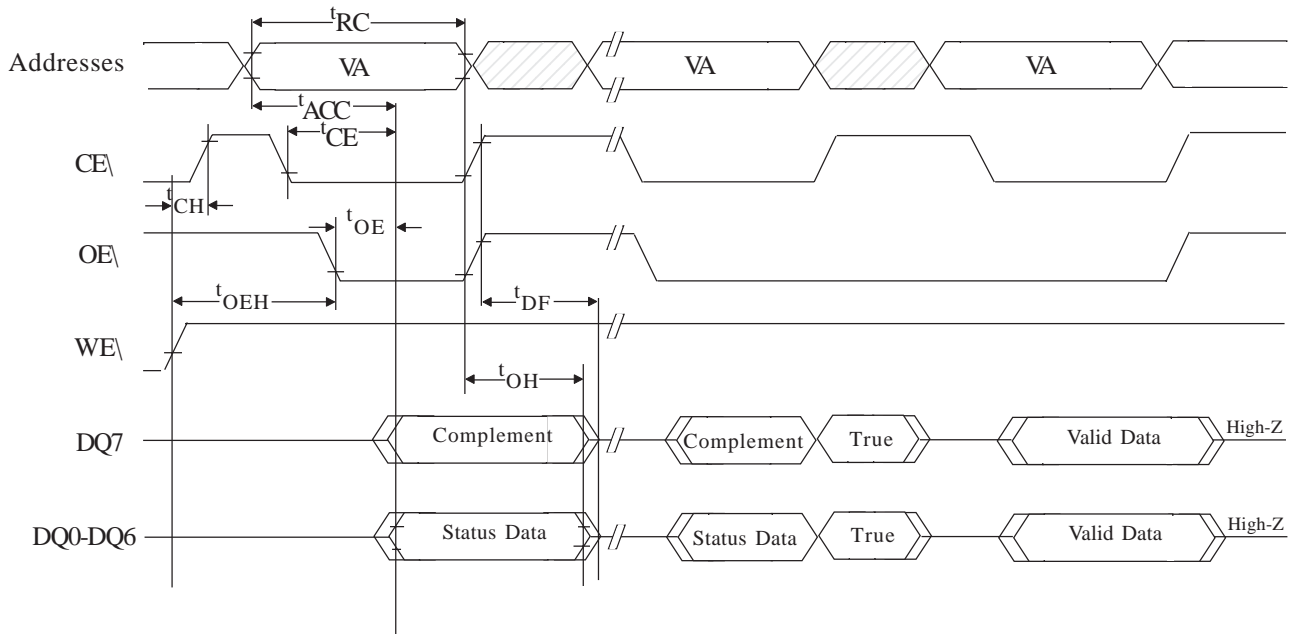 tRC
Addresses VA VA VA
tACC
tCE
CE\
tCH
tOE
OE\
tOEH
tDF
WE\
tOH
DQ7 Complement Complement True Valid Data High-Z
DQ0-DQ6 Status Data Status Data True Valid Data High-Z